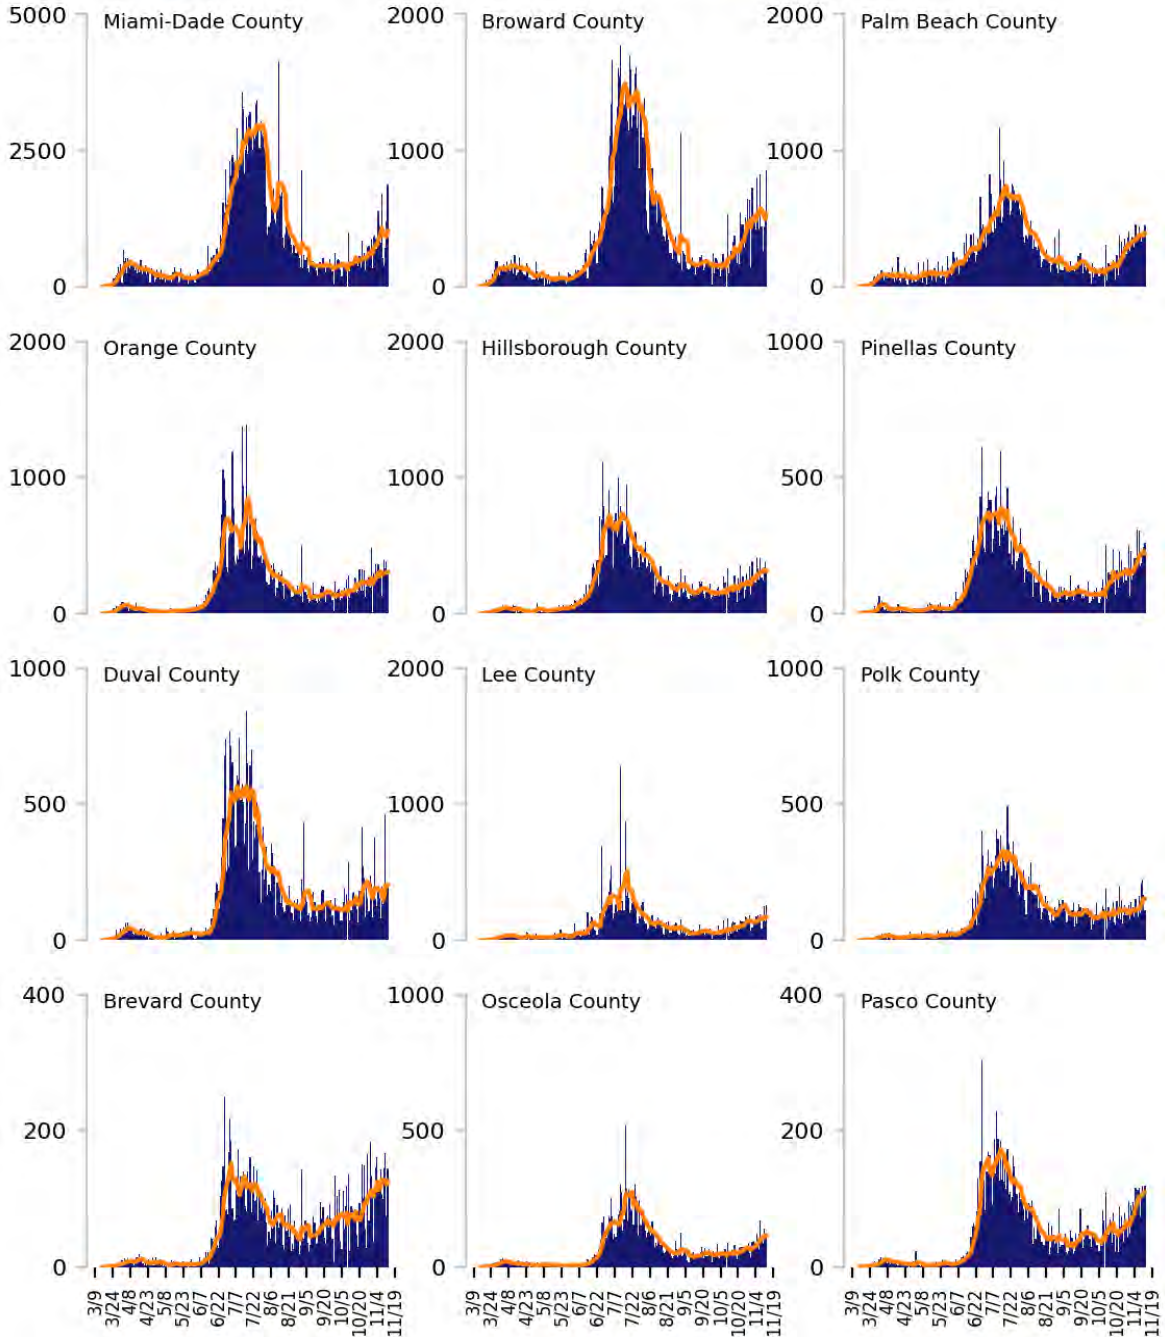 5000 Miami-Dade County 2000 Broward County 2000 Palm Beach County
2500 1000 1000
0 0 0
2000 Orange County 2000 Hillsborough County 1000 Pinellas County
1000 1000 500
0 0 0
1000 Duval County 2000 Lee County 1000 Polk County
500 1000 500
0 0 0
400 Brevard County 1000 Osceola County 400 Pasco County
200 500 200
0 0 0
3/9 3/24 4/8 4/23 5/8 5/23 6/7 6/22 7/7 7/22 8/6 8/21 9/5 9/20 10/5 10/20 11/4 11/19 3/9 3/24 4/8 4/23 5/8 5/23 6/7 6/22 7/7 7/22 8/6 8/21 9/5 9/20 10/5 10/20 11/4 11/19 3/9 3/24 4/8 4/23 5/8 5/23 6/7 6/22 7/7 7/22 8/6 8/21 9/5 9/20 10/5 10/20 11/4 11/19